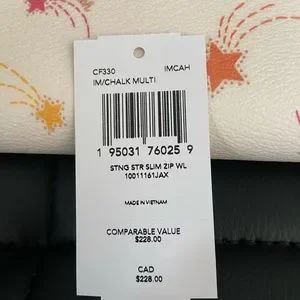 CF330 IMCAH
IM/CHALK MULTI
1 95031 76025 9
STNG STR SLIM ZIP WL
10011161JAX
MADE IN VIETNAM
COMPARABLE VALUE
$228.00
CAD
$228.00